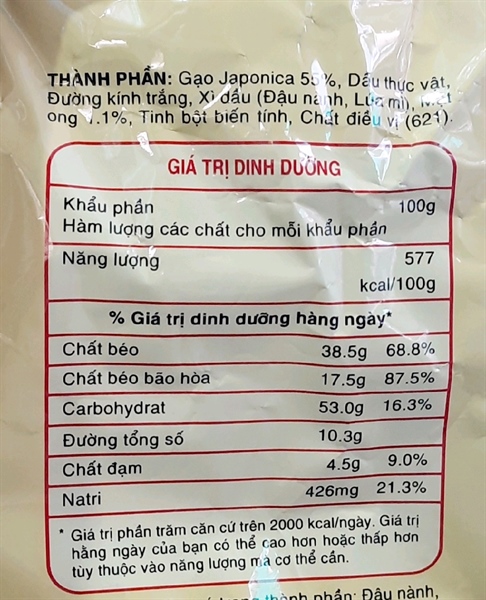 THÀNH PHẦN: Gạo Japonica 55%, Dầu thực vật,
Đường kính trắng, Xì dầu (Đậu nành, Lúa mì), Mật
ong 1.1%, Tinh bột biến tính, Chất điều vị (621).
GIÁ TRỊ DINH DƯỠNG
Khẩu phần 100g
Hàm lượng các chất cho mỗi khẩu phần
Năng lượng 577
kcal/100g
% Giá trị dinh dưỡng hàng ngày*
Chất béo 38.5g 68.8%
Chất béo bão hòa 17.5g 87.5%
Carbohydrat 53.0g 16.3%
Đường tổng số 10.3g
Chất đạm 4.5g 9.0%
Natri 426mg 21.3%
* Giá trị phần trăm căn cứ trên 2000 kcal/ngày. Giá trị
hằng ngày của bạn có thể cao hơn hoặc thấp hơn
tùy thuộc vào năng lượng mà cơ thể cần.
thành phần: Đậu nành,